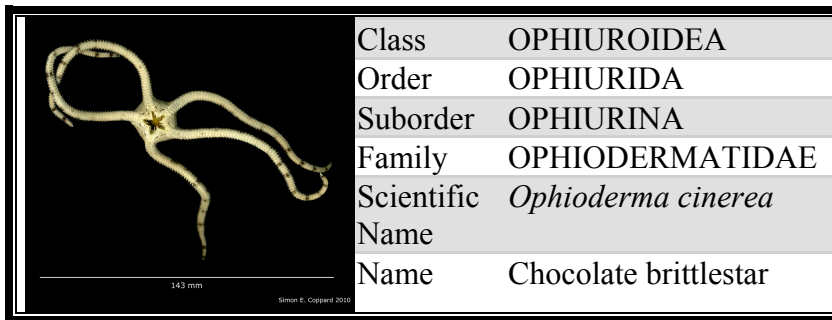 Class OPHIUROIDEA
Order OPHIURIDA
Suborder OPHIURINA
Family OPHIODERMATIDAE
Scientific Ophioderma cinerea
Name
Name Chocolate brittlestar
143 mm
Simon E. Coppard 2010